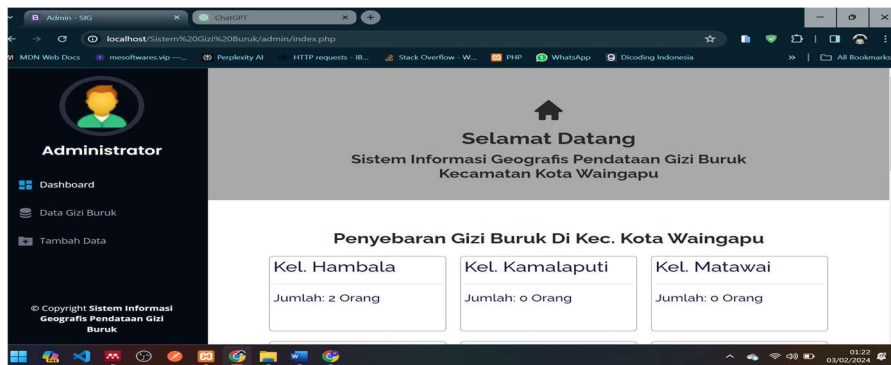 Admin - SIG
ChatGPT
localhost/Sistem%20Gizi%20Buruk/admin/index.php
MDN Web Docs
mesoftwares.vip —...
Perplexity AI
HTTP requests - IB...
Stack Overflow - W...
PHP
WhatsApp
Dicoding Indonesia
All Bookmarks
Administrator
Dashboard
Data Gizi Buruk
Tambah Data
© Copyright Sistem Informasi
Geografis Pendataan Gizi
Buruk
Selamat Datang
Sistem Informasi Geografis Pendataan Gizi Buruk
Kecamatan Kota Waingapu
Penyebaran Gizi Buruk Di Kec. Kota Waingapu
Kel. Hambala
Jumlah: 2 Orang
Kel. Kamalaputi
Jumlah: 0 Orang
Kel. Matawai
Jumlah: 0 Orang
01:22
03/02/2024